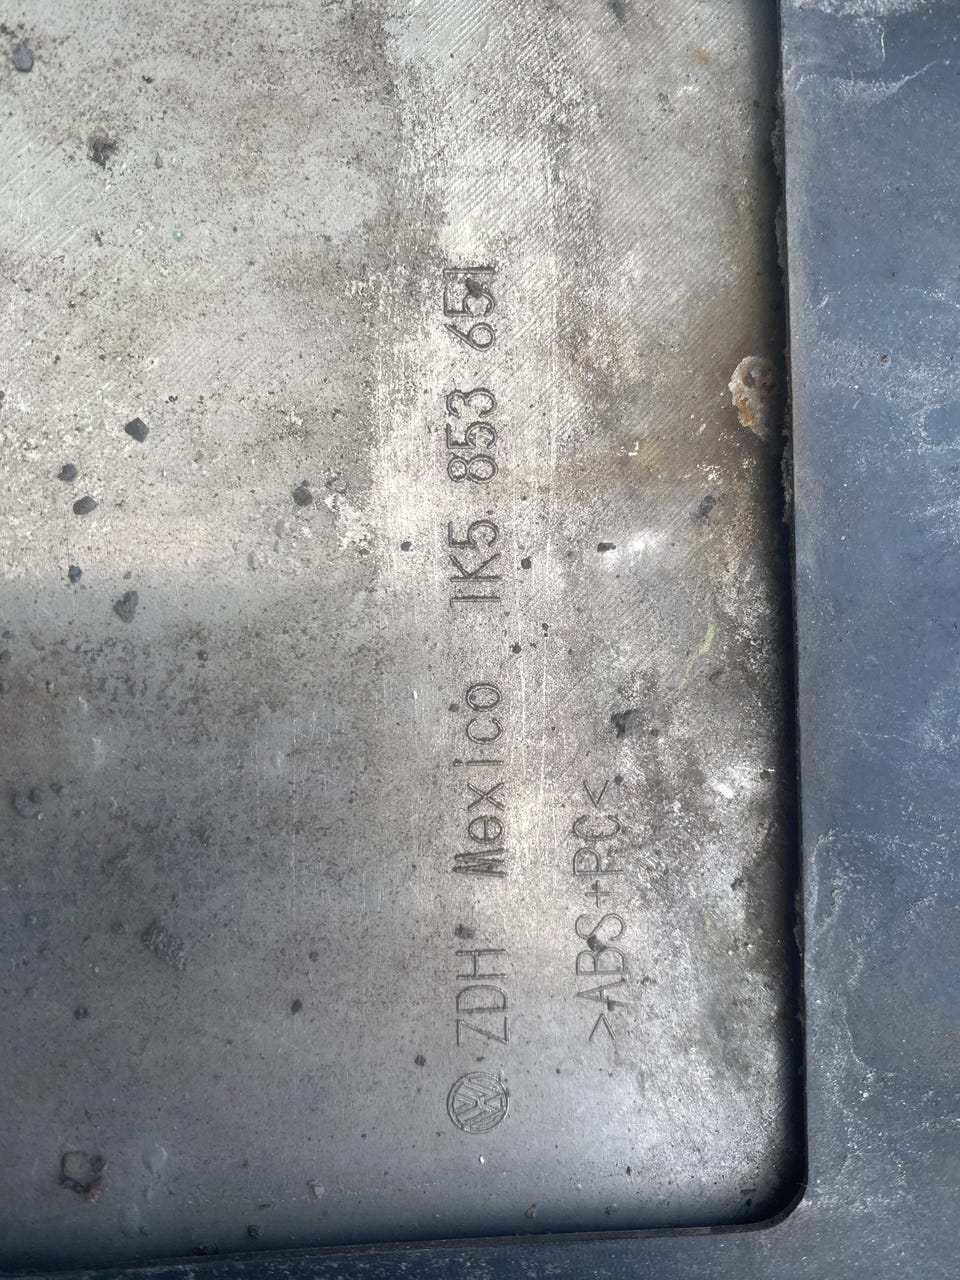 ZDH Mexico 1K5 853 651
>ABS+PC<